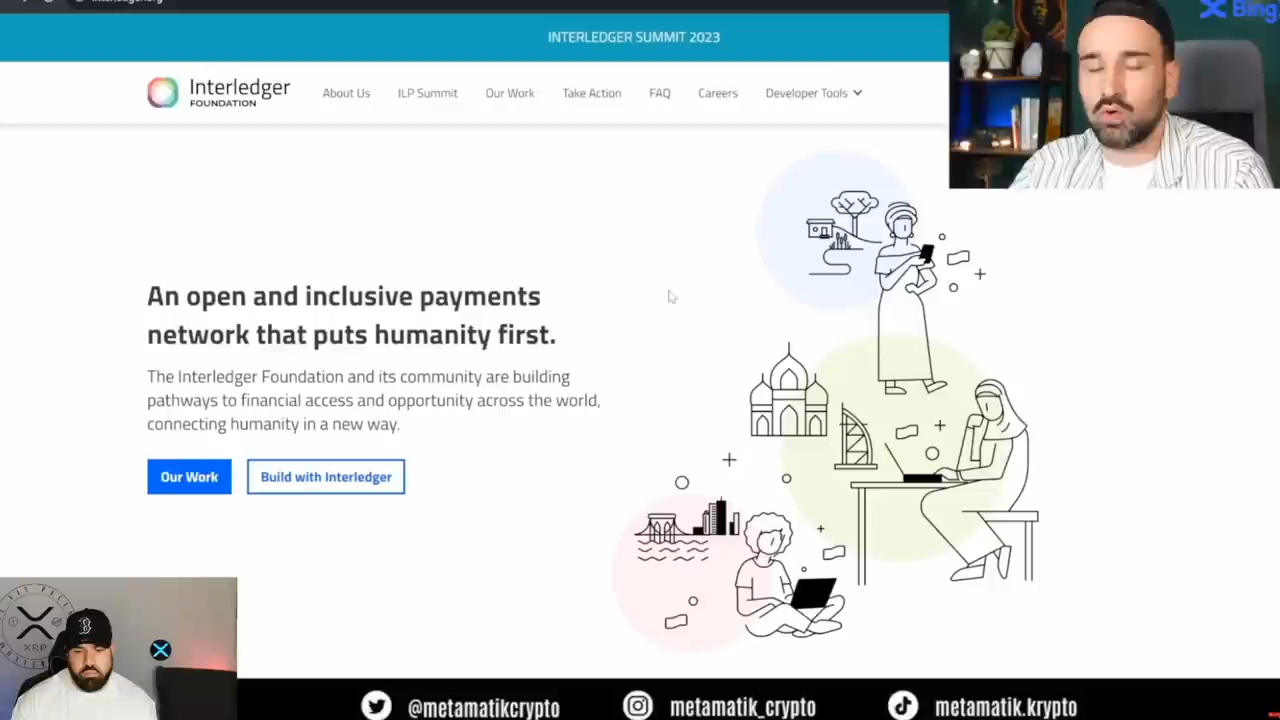 INTERLEDGER SUMMIT 2023
Bing
Interledger
FOUNDATION
About Us
ILP Summit
Our Work
Take Action
FAQ
Careers
Developer Tools
An open and inclusive payments
network that puts humanity first.
The Interledger Foundation and its community are building
pathways to financial access and opportunity across the world,
connecting humanity in a new way.
Our Work
Build with Interledger
XRP
@metamatikcrypto
metamatik_crypto
metamatik.krypto